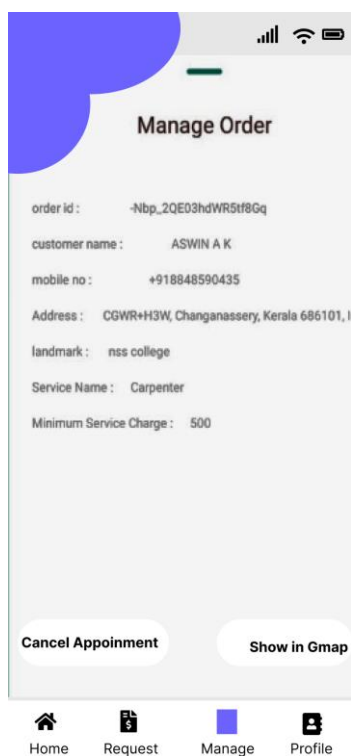 Manage Order
order id : -Nbp_2QE03hdWR5tf8Gq
customer name : ASWIN A K
mobile no : +918848590435
Address : CGWR+H3W, Changanassery, Kerala 686101, I
landmark : nss college
Service Name : Carpenter
Minimum Service Charge : 500
Cancel Appoinment Show in Gmap
Home Request Manage Profile